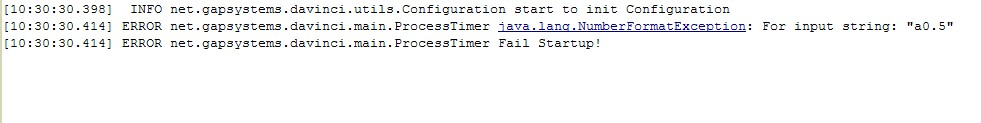 [10:30:30.398]  INFO net.gapsystems.davinci.utils.Configuration start to init Configuration
[10:30:30.414] ERROR net.gapsystems.davinci.main.ProcessTimer java.lang.NumberFormatException: For input string: "a0.5"
[10:30:30.414] ERROR net.gapsystems.davinci.main.ProcessTimer Fail Startup!